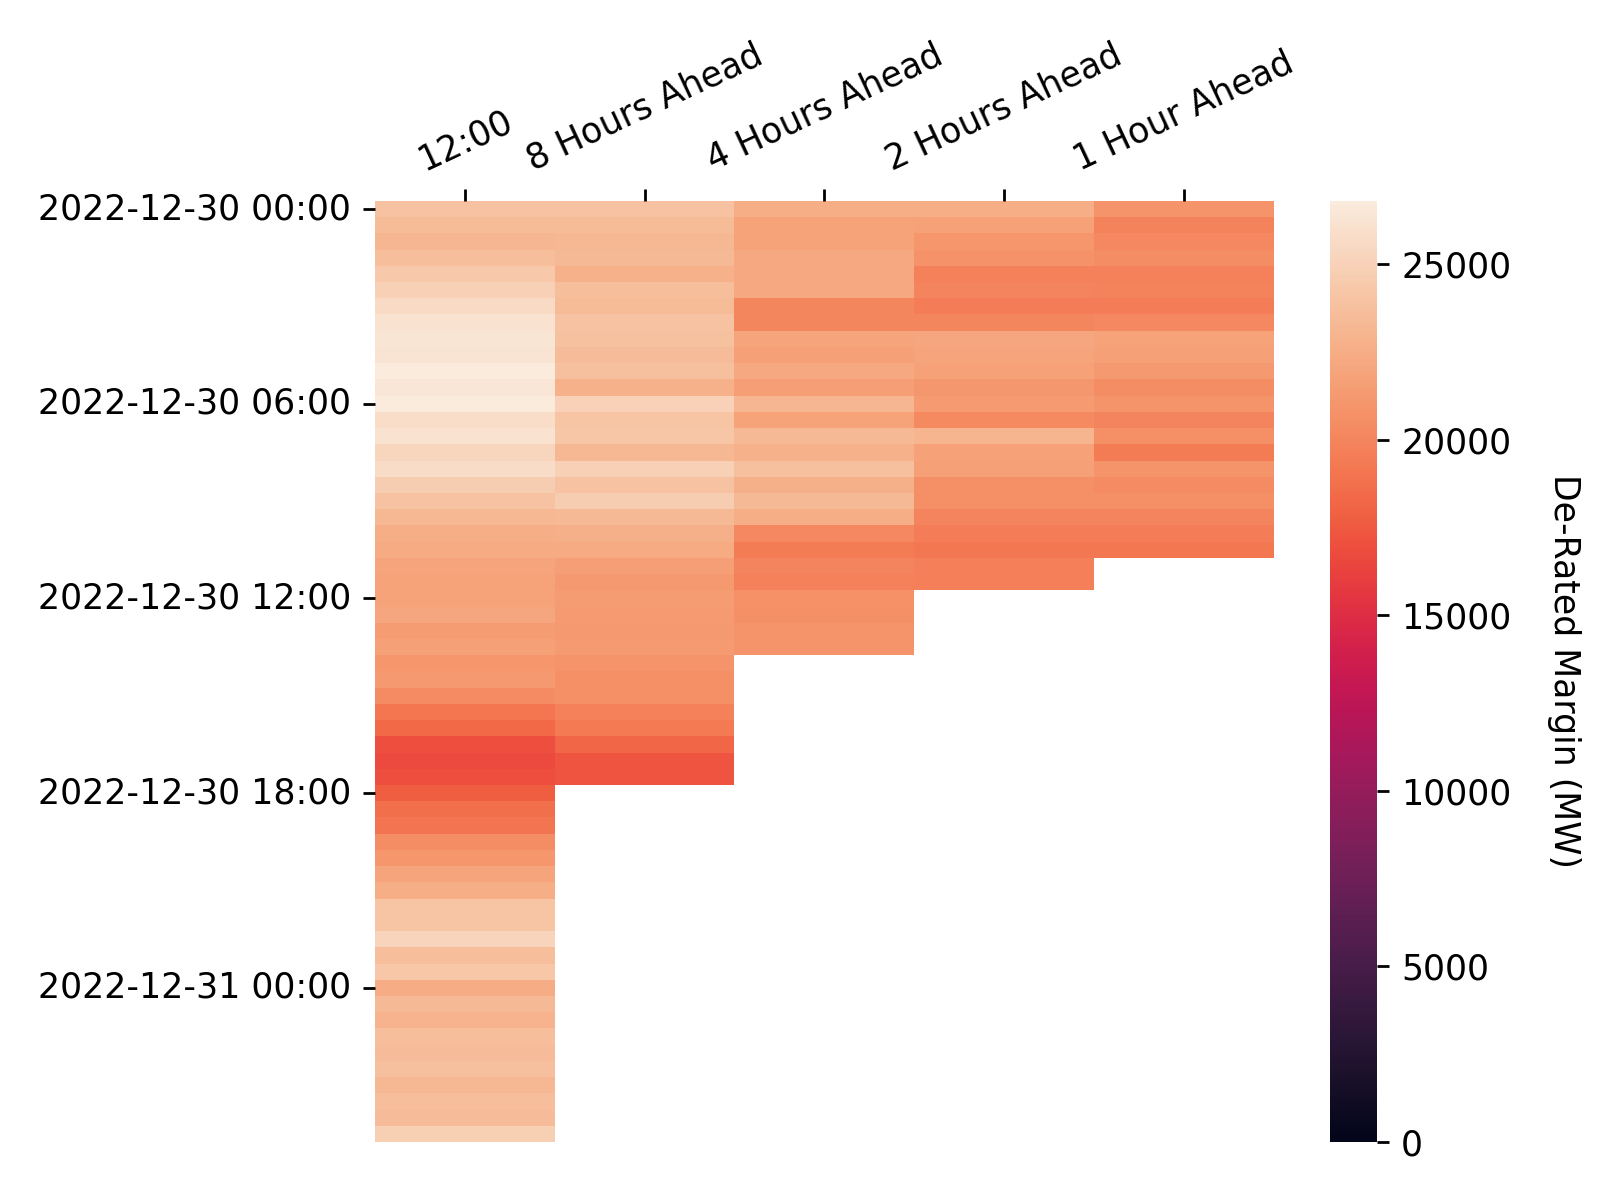 12:00
8 Hours Ahead
4 Hours Ahead
2 Hours Ahead
1 Hour Ahead
2022-12-30 00:00
2022-12-30 06:00
2022-12-30 12:00
2022-12-30 18:00
2022-12-31 00:00
25000
20000
15000
10000
5000
0
De-Rated Margin (MW)